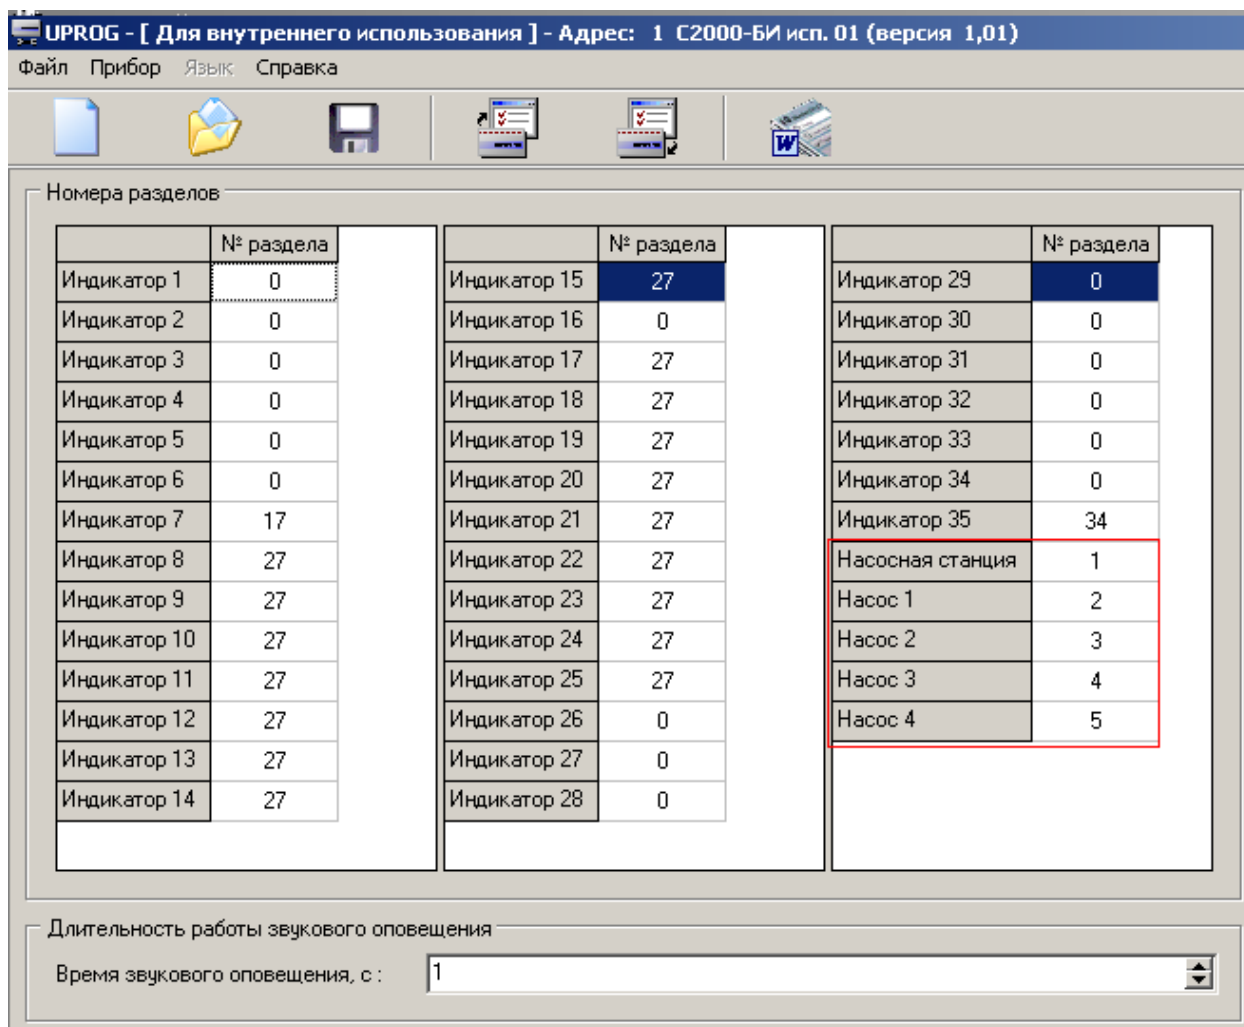 UPROG - [ Для внутреннего использования ] - Адрес: 1 С2000-БИ исп. 01 (версия 1,01)
Файл Прибор Язык Справка
Номера разделов
№ раздела
Индикатор 1 0
Индикатор 2 0
Индикатор 3 0
Индикатор 4 0
Индикатор 5 0
Индикатор 6 0
Индикатор 7 17
Индикатор 8 27
Индикатор 9 27
Индикатор 10 27
Индикатор 11 27
Индикатор 12 27
Индикатор 13 27
Индикатор 14 27
№ раздела
Индикатор 15 27
Индикатор 16 0
Индикатор 17 27
Индикатор 18 27
Индикатор 19 27
Индикатор 20 27
Индикатор 21 27
Индикатор 22 27
Индикатор 23 27
Индикатор 24 27
Индикатор 25 27
Индикатор 26 0
Индикатор 27 0
Индикатор 28 0
№ раздела
Индикатор 29 0
Индикатор 30 0
Индикатор 31 0
Индикатор 32 0
Индикатор 33 0
Индикатор 34 0
Индикатор 35 34
Насосная станция 1
Насос 1 2
Насос 2 3
Насос 3 4
Насос 4 5
Длительность работы звукового оповещения
Время звукового оповещения, с : 1